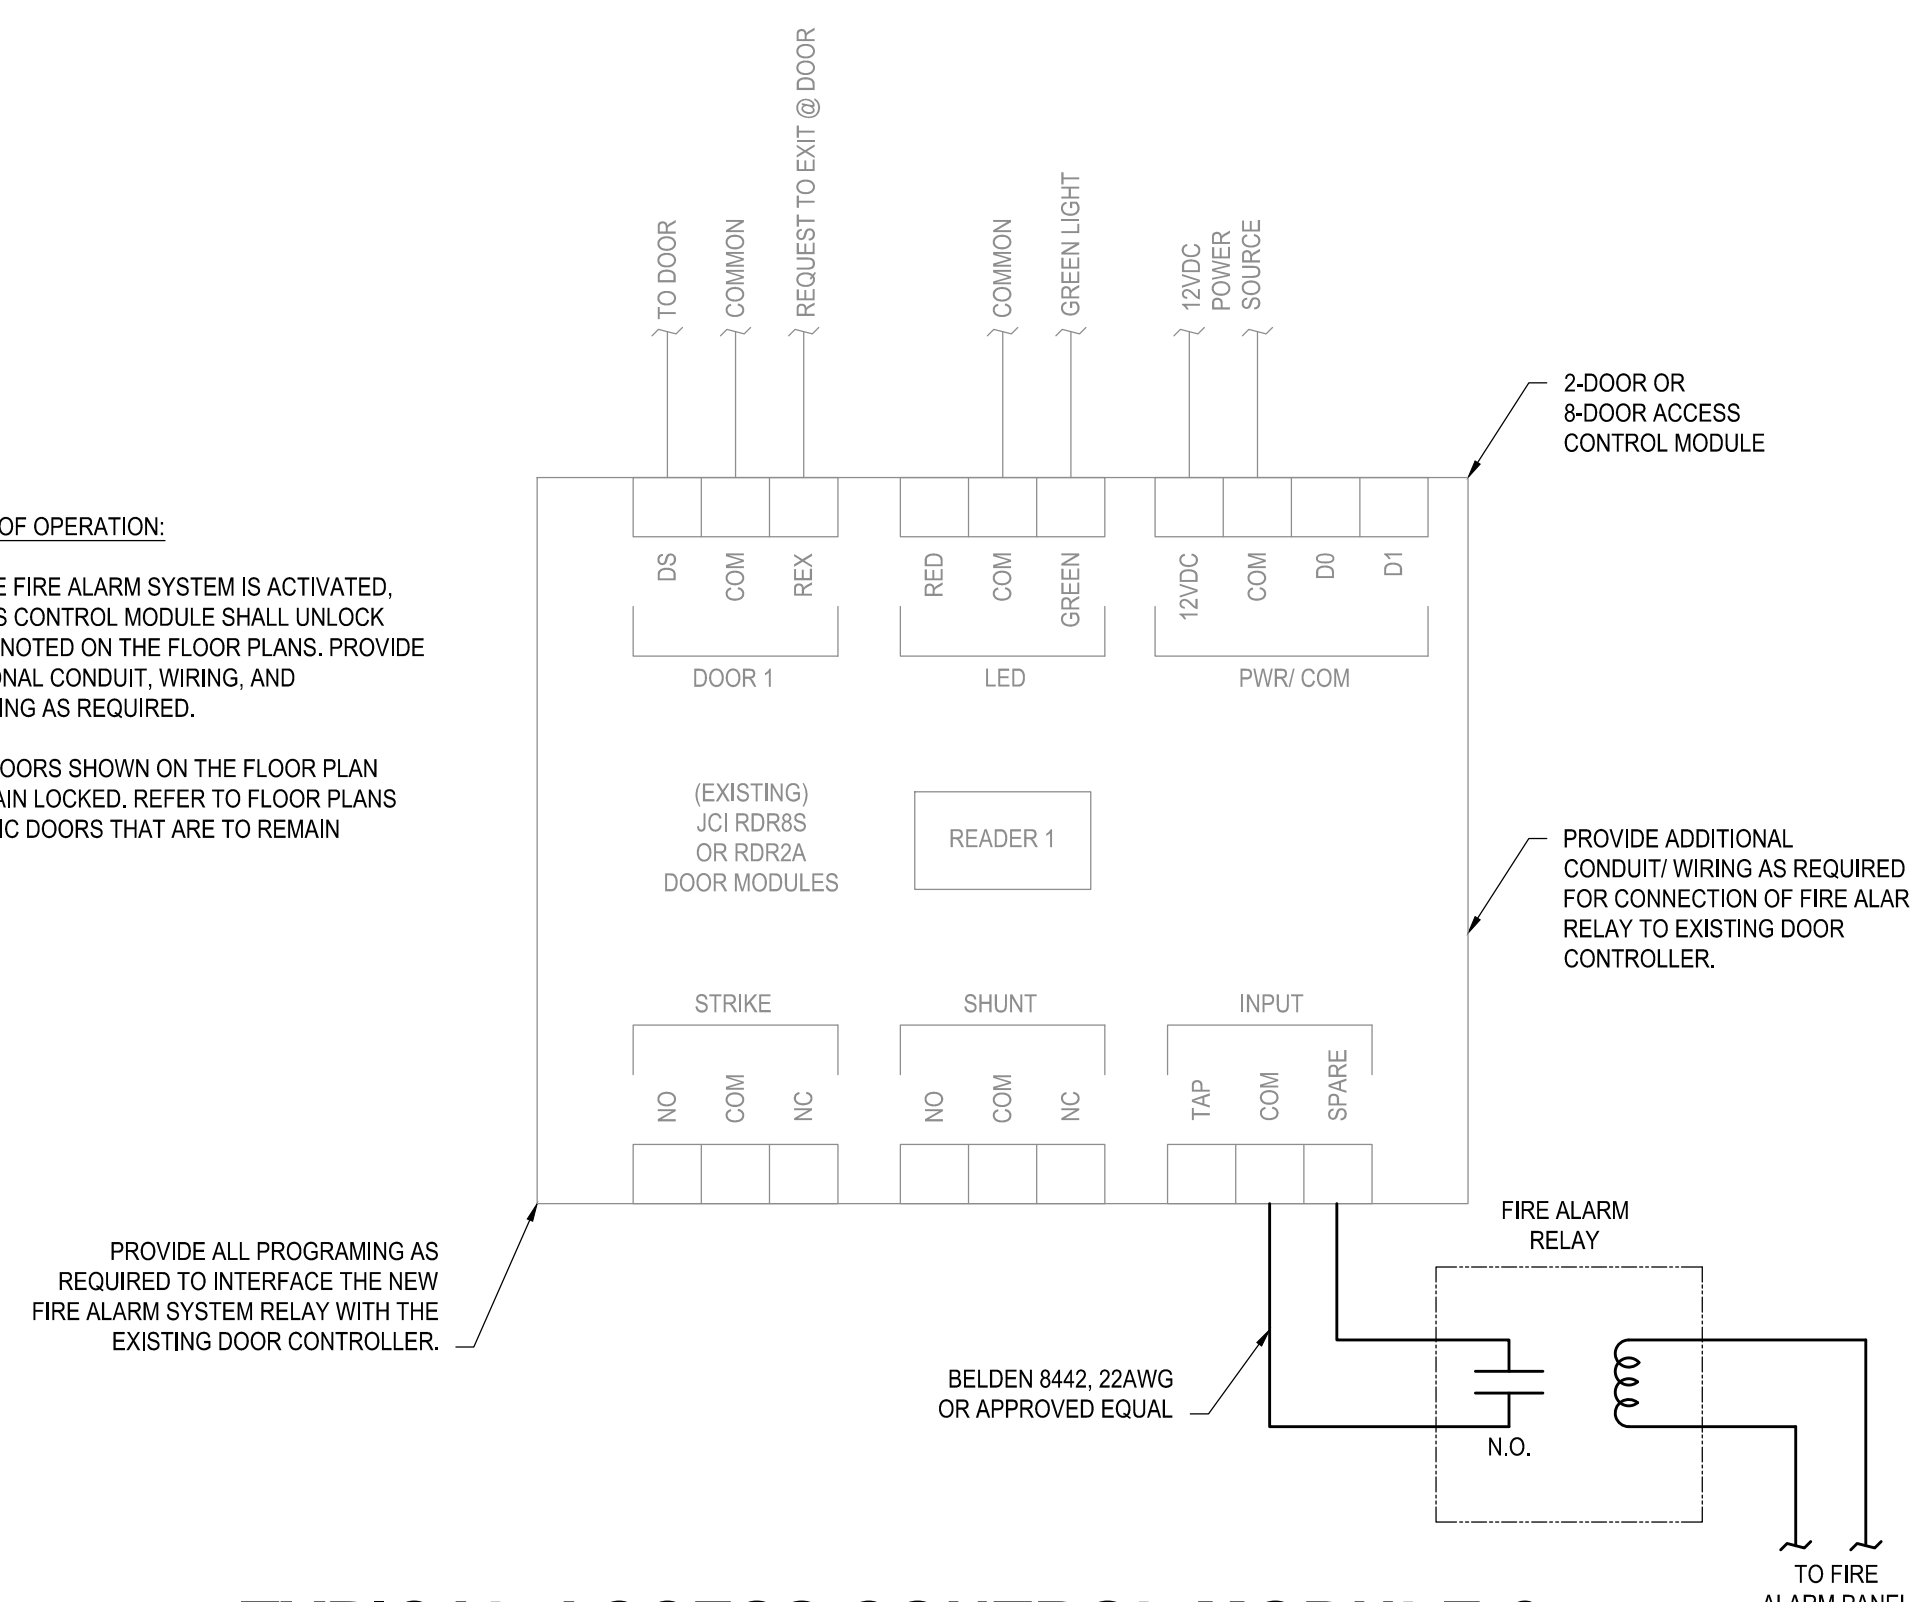 TO DOOR
COMMON
REQUEST TO EXIT @ DOOR
COMMON
GREEN LIGHT
12VDC
POWER
SOURCE
2-DOOR OR
8-DOOR ACCESS
CONTROL MODULE
DS
COM
REX
RED
COM
GREEN
12VDC
COM
D0
D1
DOOR 1
LED
PWR/ COM
OF OPERATION:
FIRE ALARM SYSTEM IS ACTIVATED,
CONTROL MODULE SHALL UNLOCK
NOTED ON THE FLOOR PLANS. PROVIDE
CONDUIT, WIRING, AND
AS REQUIRED.
SHOWN ON THE FLOOR PLAN
LOCKED. REFER TO FLOOR PLANS
DOORS THAT ARE TO REMAIN
(EXISTING)
JCI RDR8S
OR RDR2A
DOOR MODULES
READER 1
PROVIDE ADDITIONAL
CONDUIT/ WIRING AS REQUIRED
FOR CONNECTION OF FIRE ALAR
RELAY TO EXISTING DOOR
CONTROLLER.
STRIKE
SHUNT
INPUT
NO
COM
NC
NO
COM
NC
TAP
COM
SPARE
PROVIDE ALL PROGRAMING AS
REQUIRED TO INTERFACE THE NEW
FIRE ALARM SYSTEM RELAY WITH THE
EXISTING DOOR CONTROLLER.
FIRE ALARM
RELAY
BELDEN 8442, 22AWG
OR APPROVED EQUAL
N.O.
TO FIRE
ALARM PANEL
TYPICAL ACCESS CONTROL MODULE